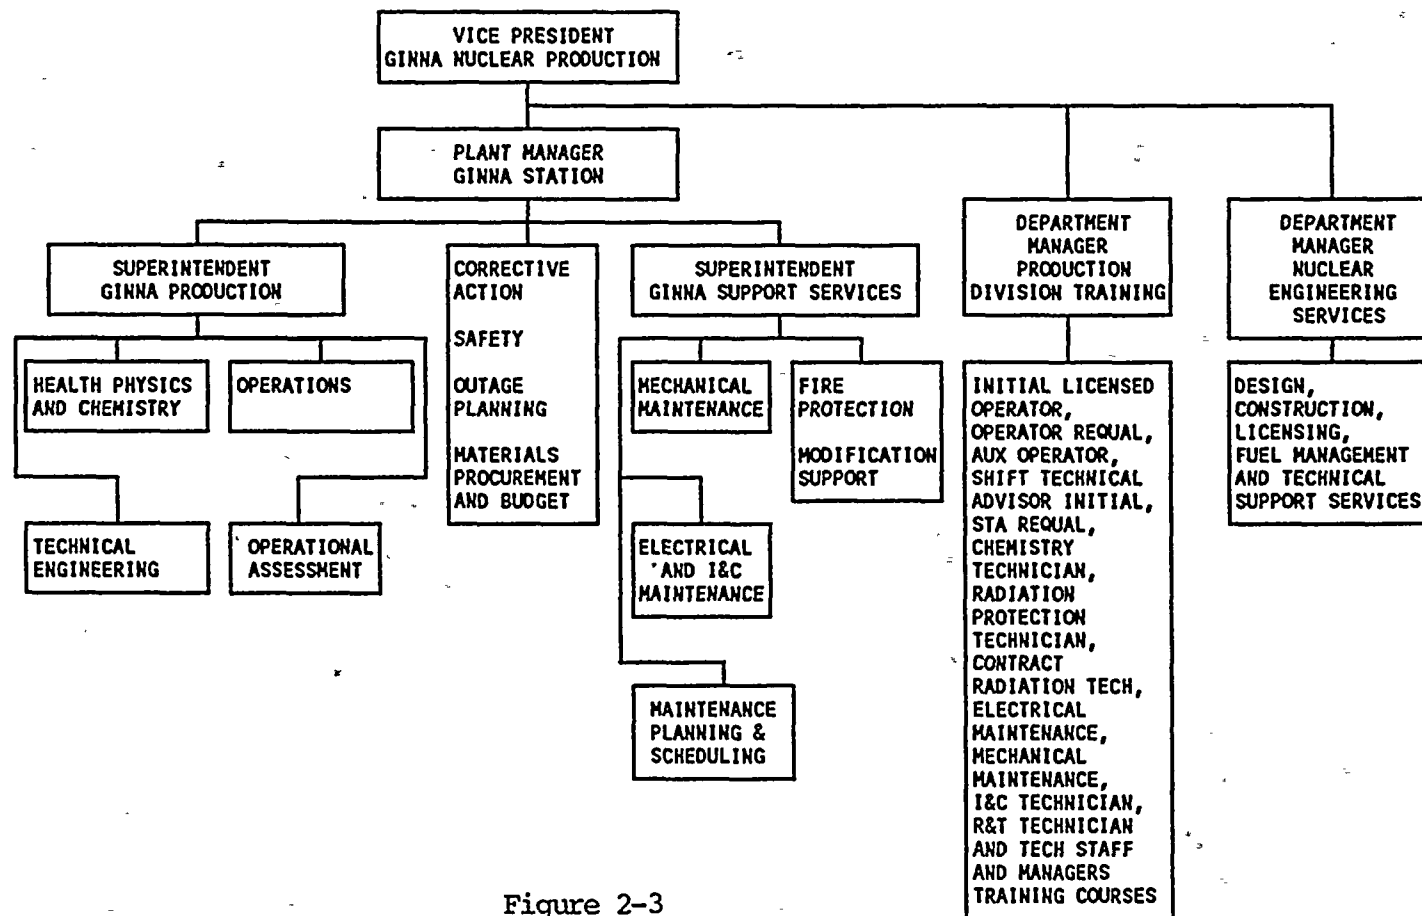 VICE PRESIDENT
GINNA NUCLEAR PRODUCTION
PLANT MANAGER
GINNA STATION
SUPERINTENDENT
GINNA PRODUCTION
CORRECTIVE
ACTION
SAFETY
OUTAGE
PLANNING
MATERIALS
PROCUREMENT
AND BUDGET
SUPERINTENDENT
GINNA SUPPORT SERVICES
DEPARTMENT
MANAGER
PRODUCTION
DIVISION TRAINING
DEPARTMENT
MANAGER
NUCLEAR
ENGINEERING
SERVICES
HEALTH PHYSICS
AND CHEMISTRY
OPERATIONS
TECHNICAL
ENGINEERING
OPERATIONAL
ASSESSMENT
MECHANICAL
MAINTENANCE
FIRE
PROTECTION
MODIFICATION
SUPPORT
ELECTRICAL
AND I&C
MAINTENANCE
MAINTENANCE
PLANNING &
SCHEDULING
INITIAL LICENSED
OPERATOR,
OPERATOR REQUAL,
AUX OPERATOR,
SHIFT TECHNICAL
ADVISOR INITIAL,
STA REQUAL,
CHEMISTRY
TECHNICIAN,
RADIATION
PROTECTION
TECHNICIAN,
CONTRACT
RADIATION TECH,
ELECTRICAL
MAINTENANCE,
MECHANICAL
MAINTENANCE,
I&C TECHNICIAN,
R&T TECHNICIAN
AND TECH STAFF
AND MANAGERS
TRAINING COURSES
DESIGN,
CONSTRUCTION,
LICENSING,
FUEL MANAGEMENT
AND TECHNICAL
SUPPORT SERVICES
Figure 2-3